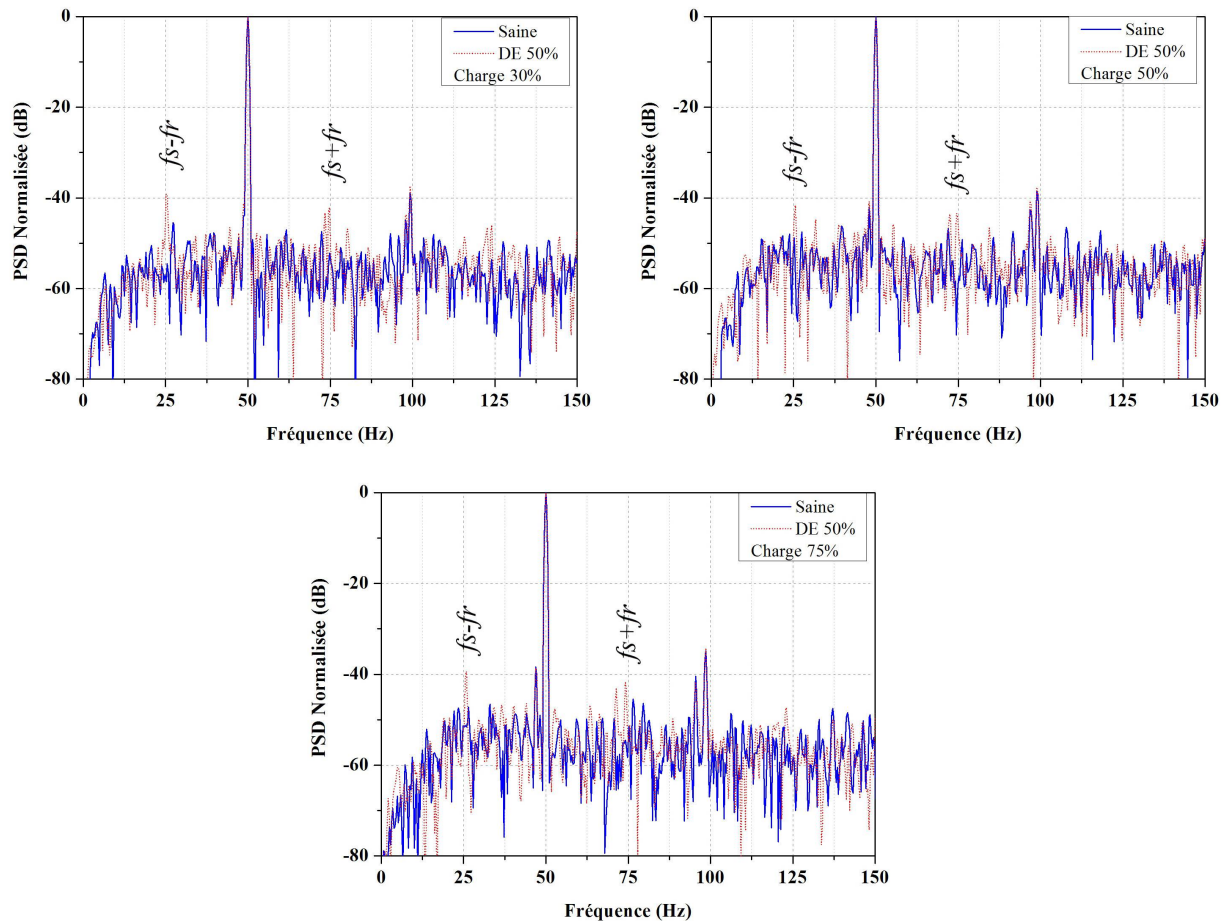 0
-20
-40
-60
-80
PSD Normalisée (dB)
Saine
DE 50%
Charge 30%
fs-fr
fs+fr
0 25 50 75 100 125 150
Fréquence (Hz)
0
-20
-40
-60
-80
PSD Normalisée (dB)
Saine
DE 50%
Charge 50%
fs-fr
fs+fr
0 25 50 75 100 125 150
Fréquence (Hz)
0
-20
-40
-60
-80
PSD Normalisée (dB)
Saine
DE 50%
Charge 75%
fs-fr
fs+fr
0 25 50 75 100 125 150
Fréquence (Hz)